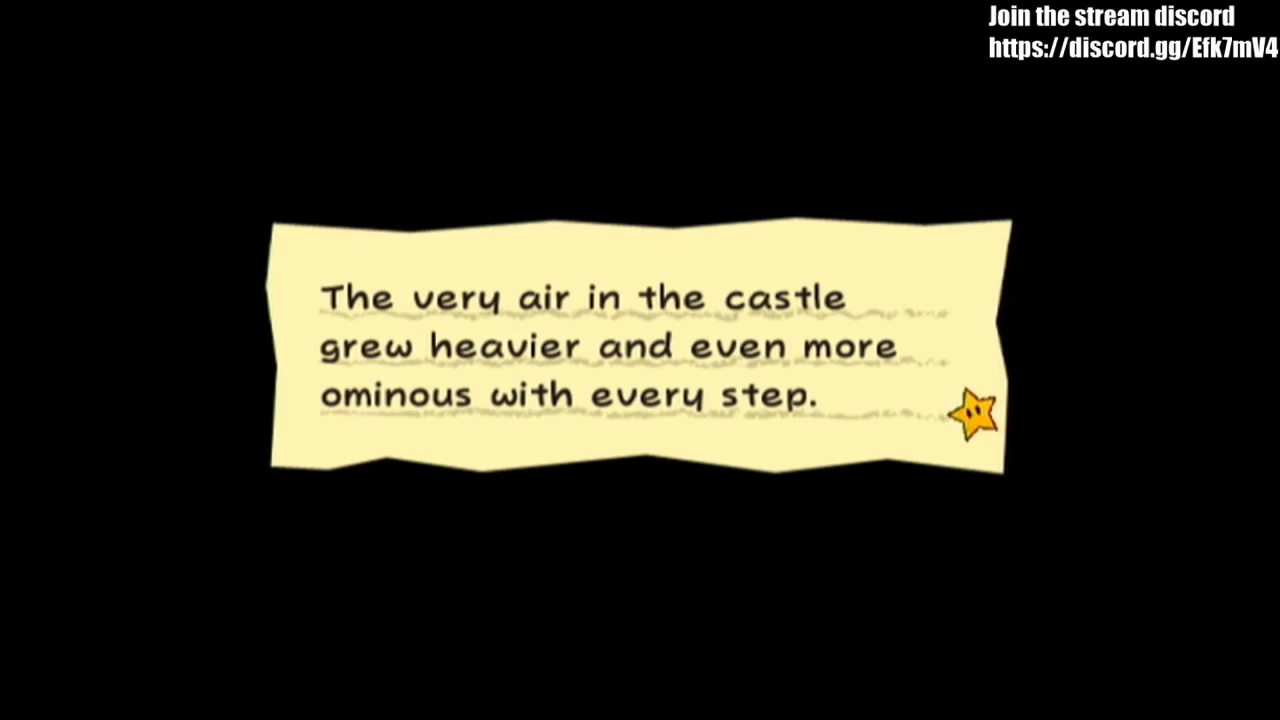 Join the stream discord
https://discord.gg/Efk7mV4
The very air in the castle
grew heavier and even more
ominous with every step.